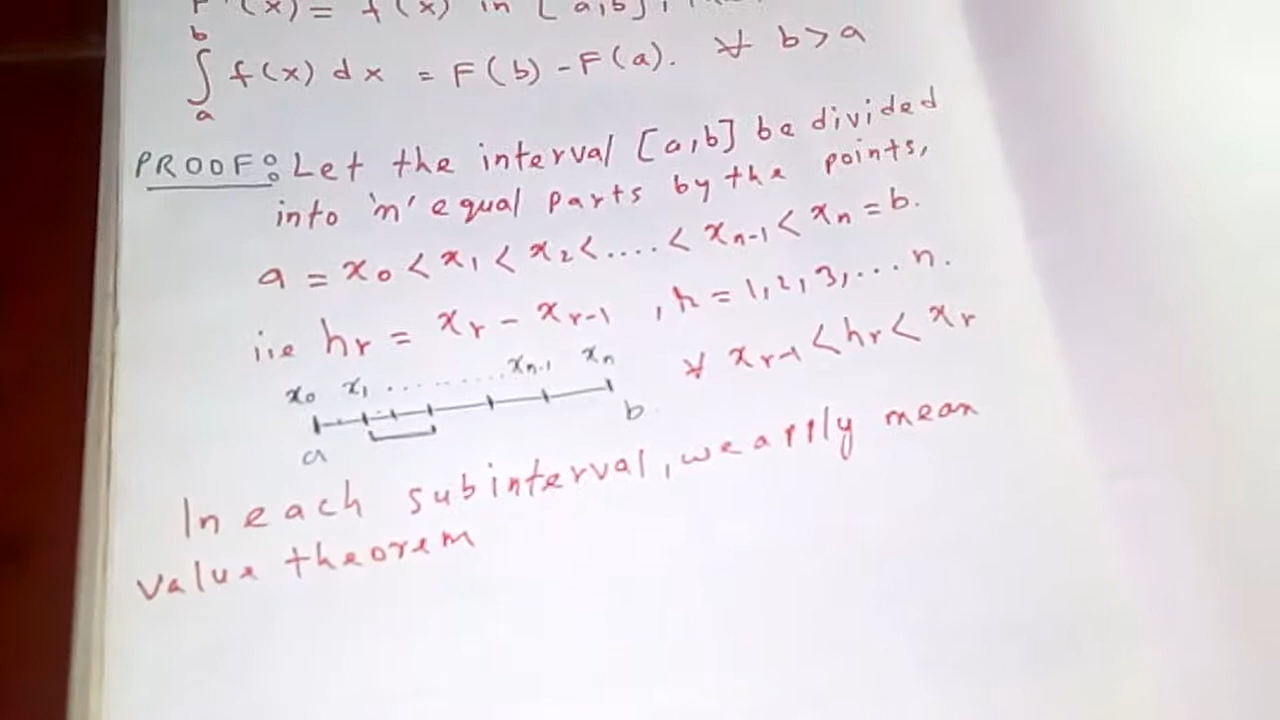 F'(x) = f(x) in [a,b],
b
∫ f(x) dx = F(b) - F(a). ∀ b > a
a
PROOF: Let the interval [a,b] be divided
into 'n' equal parts by the points,
a = x₀ < x₁ < x₂ < .... < xₙ₋₁ < xₙ = b.
i.e hᵣ = xᵣ - xᵣ₋₁ , r = 1, 2, 3, ... n.
∀ xᵣ₋₁ < hᵣ < xᵣ
x₀ x₁ .......... xₙ₋₁ xₙ
a b
In each subinterval, we apply mean
value theorem